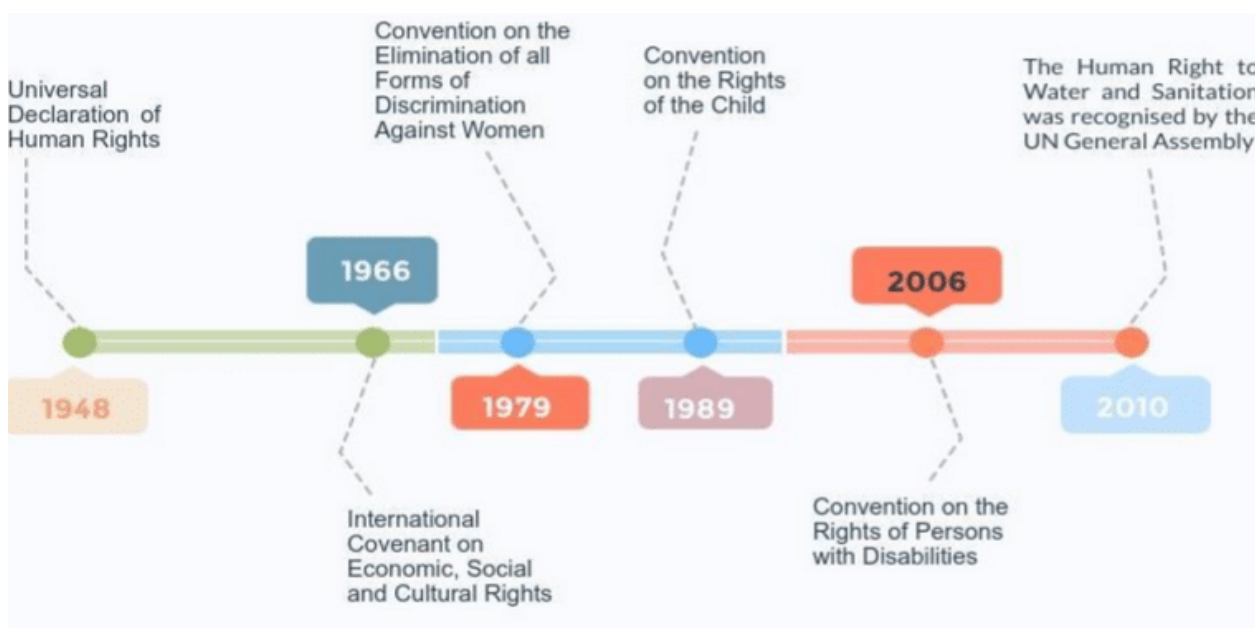 Universal
Declaration of
Human Rights
Convention on the
Elimination of all
Forms of
Discrimination
Against Women
Convention
on the Rights
of the Child
The Human Right to
Water and Sanitation
was recognised by the
UN General Assembly
1966
2006
1948
1979
1989
2010
International
Covenant on
Economic, Social
and Cultural Rights
Convention on the
Rights of Persons
with Disabilities